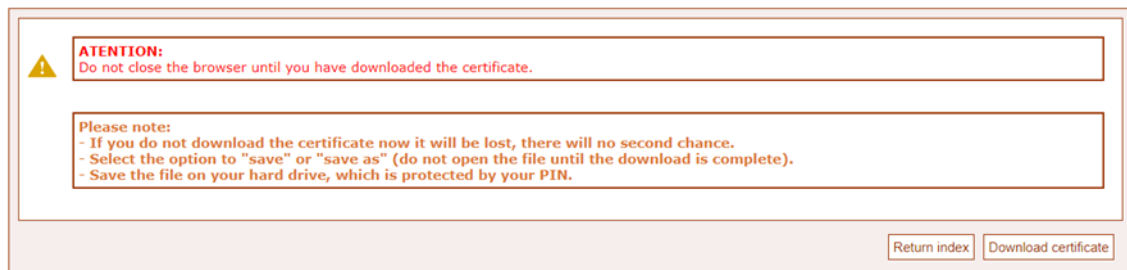 ATENTION:
Do not close the browser until you have downloaded the certificate.
Please note:
- If you do not download the certificate now it will be lost, there will no second chance.
- Select the option to "save" or "save as" (do not open the file until the download is complete).
- Save the file on your hard drive, which is protected by your PIN.
Return index
Download certificate